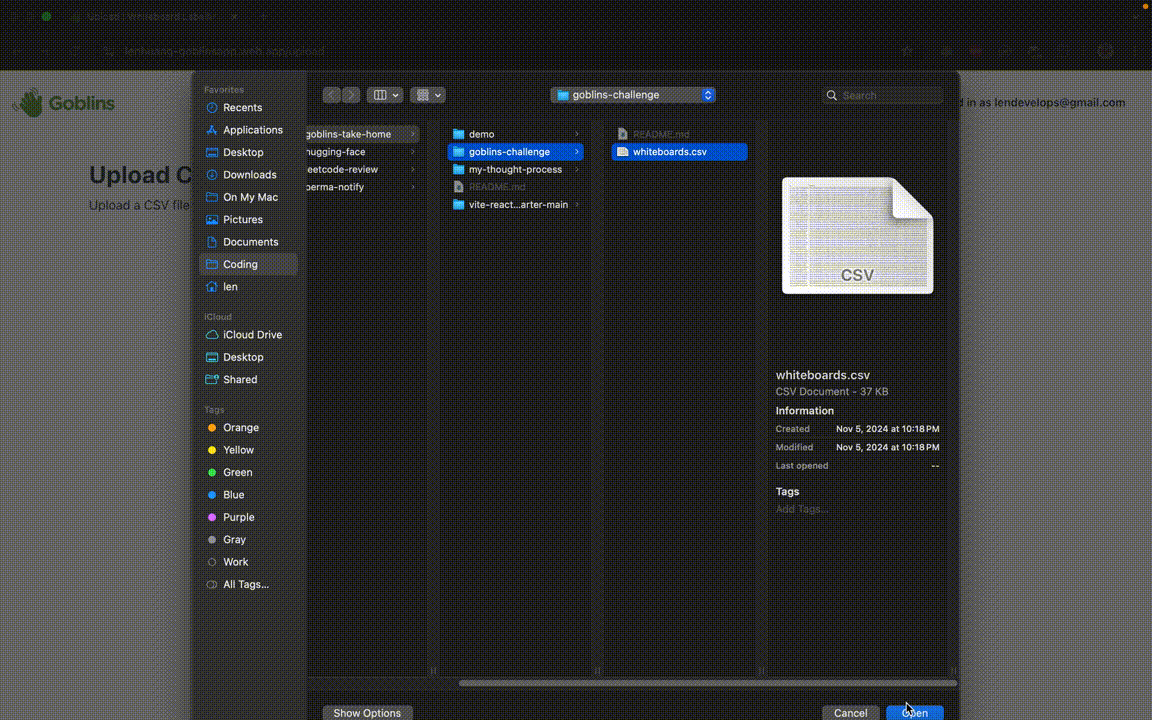 Upload | Whiteboard Labeller
lenhuang-goblinsapp.web.app/upload
Goblins
d in as lendevelops@gmail.com
Upload C
Upload a CSV file
Favorites
Recents
Applications
Desktop
Downloads
On My Mac
Pictures
Documents
Coding
len
iCloud
iCloud Drive
Desktop
Shared
Tags
Orange
Yellow
Green
Blue
Purple
Gray
Work
All Tags...
goblins-challenge
Search
goblins-take-home
hugging-face
eetcode-review
perma-notify
demo
goblins-challenge
my-thought-process
README.md
vite-react...arter-main
README.md
whiteboards.csv
CSV
whiteboards.csv
CSV Document - 37 KB
Information
Created Nov 5, 2024 at 10:18 PM
Modified Nov 5, 2024 at 10:18 PM
Last opened --
Tags
Add Tags...
Show Options
Cancel
Open